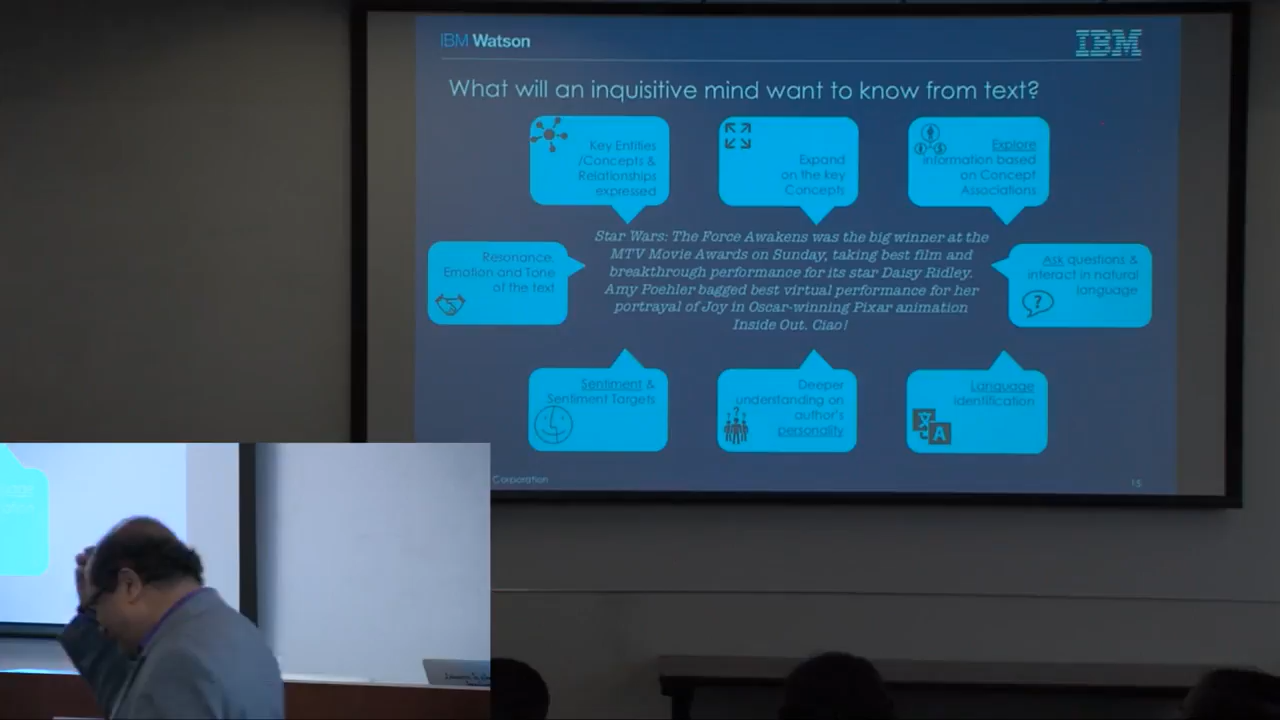 IBM Watson
IBM
What will an inquisitive mind want to know from text?
Key Entities
/Concepts &
Relationships
expressed
Expand
on the key
Concepts
Explore
information based
on Concept
Associations
Resonance,
Emotion and Tone
of the text
Star Wars: The Force Awakens was the big winner at the
MTV Movie Awards on Sunday, taking best film and
breakthrough performance for its star Daisy Ridley.
Amy Poehler bagged best virtual performance for her
portrayal of Joy in Oscar-winning Pixar animation
Inside Out. Ciao!
Ask questions &
interact in natural
language
?
Sentiment &
Sentiment Targets
Deeper
understanding on
author's
personality
Language
identification
A
Corporation
15